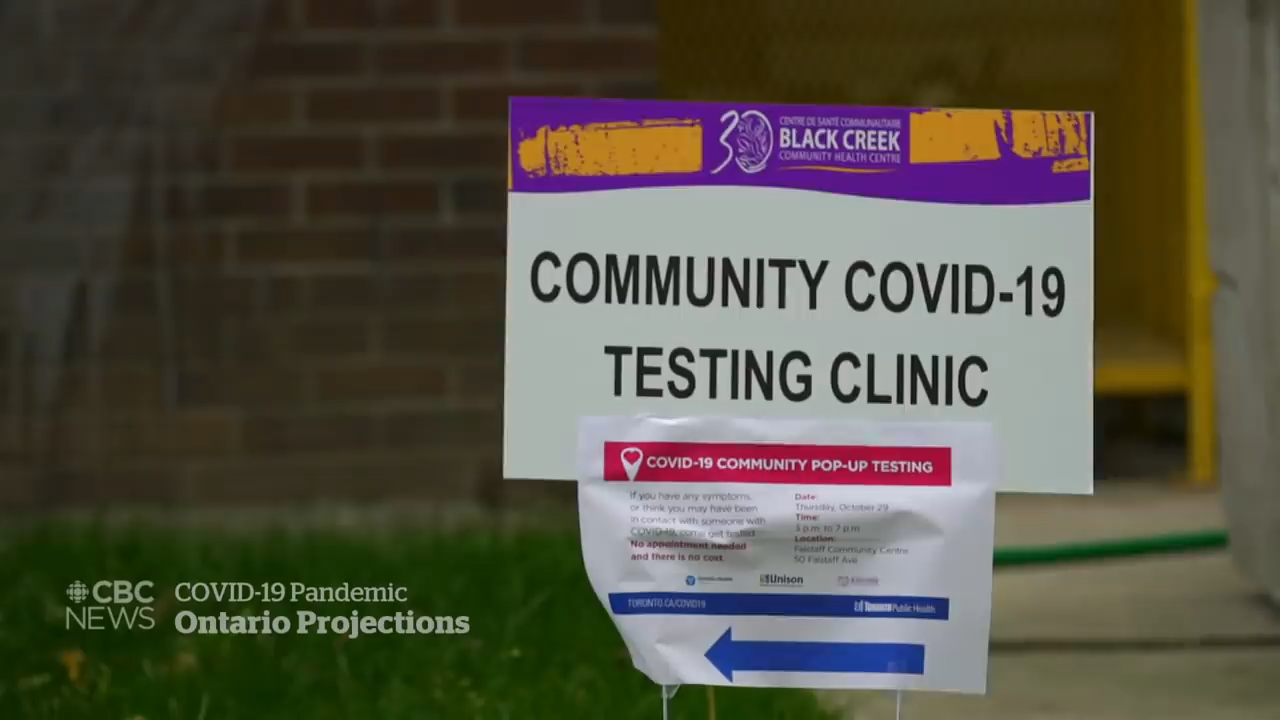 30
CENTRE DE SANTÉ COMMUNAUTAIRE
BLACK CREEK
COMMUNITY HEALTH CENTRE
COMMUNITY COVID-19
TESTING CLINIC
COVID-19 COMMUNITY POP-UP TESTING
If you have any symptoms,
or think you may have been
in contact with someone with
COVID-19, come get tested.
No appointment needed
and there is no cost.
Date:
Thursday, October 29
Time:
3 p.m. to 7 p.m.
Location:
Falstaff Community Centre
50 Falstaff Ave
Unison
TORONTO.CA/COVID19
TORONTO Public Health
CBC
NEWS
COVID-19 Pandemic
Ontario Projections